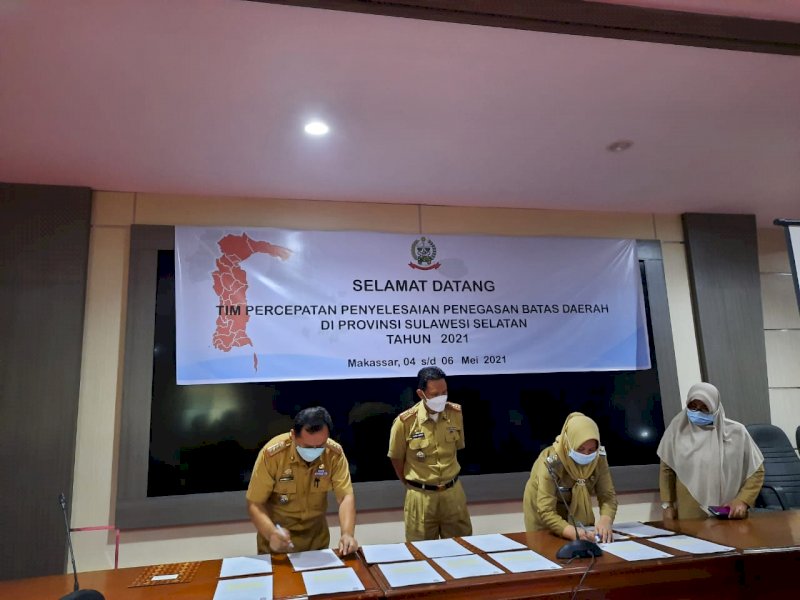 SELAMAT DATANG
TIM PERCEPATAN PENYELESAIAN PENEGASAN BATAS DAERAH
DI PROVINSI SULAWESI SELATAN
TAHUN 2021
Makassar, 04 s/d 06 Mei 2021